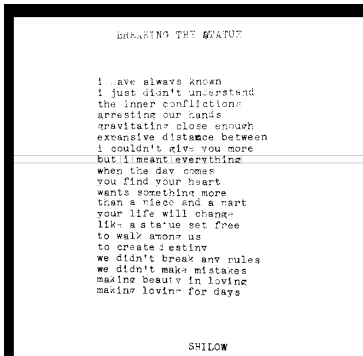 BREAKING THE STATUE
i have always known
i just didn't understand
the inner conflictions
arresting our hands
gravitating close enough
expansive distance between
i couldn't give you more
but i meant everything
when the day comes
you find your heart
wants something more
than a piece and a part
your life will change
like a statue set free
to walk among us
to create destiny
we didn't break any rules
we didn't make mistakes
making beauty in loving
making loving for days
SHILOW